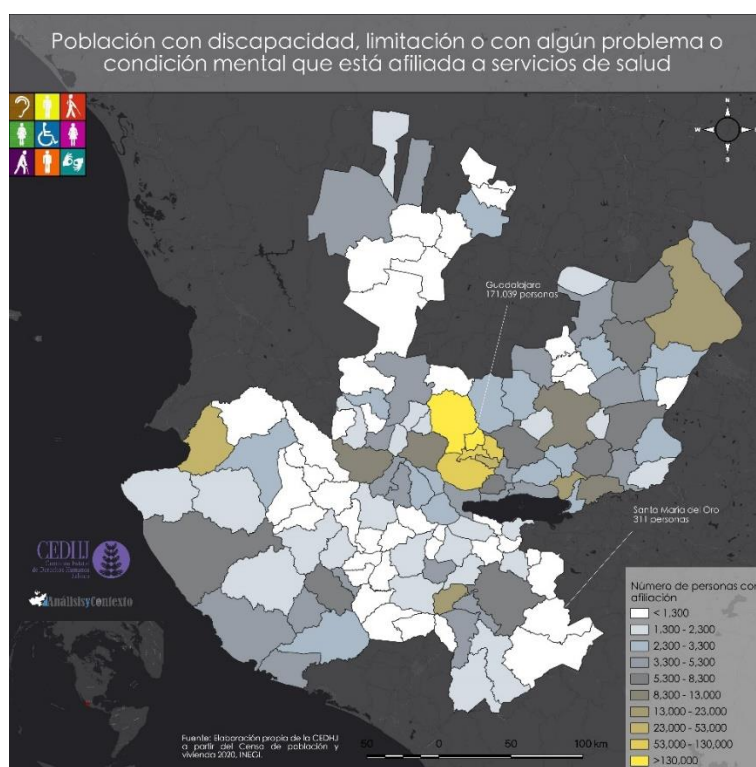 Población con discapacidad, limitación o con algún problema o
condición mental que está afiliada a servicios de salud
N
W
E
S
Guadalajara
171,039 personas
Santa María del Oro
311 personas
CEDHJ
AnálisisyContexto
Número de personas con
afiliación
< 1,300
1,300 - 2,300
2,300 - 3,300
3,300 - 5,300
5,300 - 8,300
8,300 - 13,000
13,000 - 23,000
23,000 - 53,000
53,000 - 130,000
>130,000
Fuente: Elaboración propia de la CEDHJ
a partir del Censo de población y
vivienda 2020, INEGI.
50 0 50 100 km